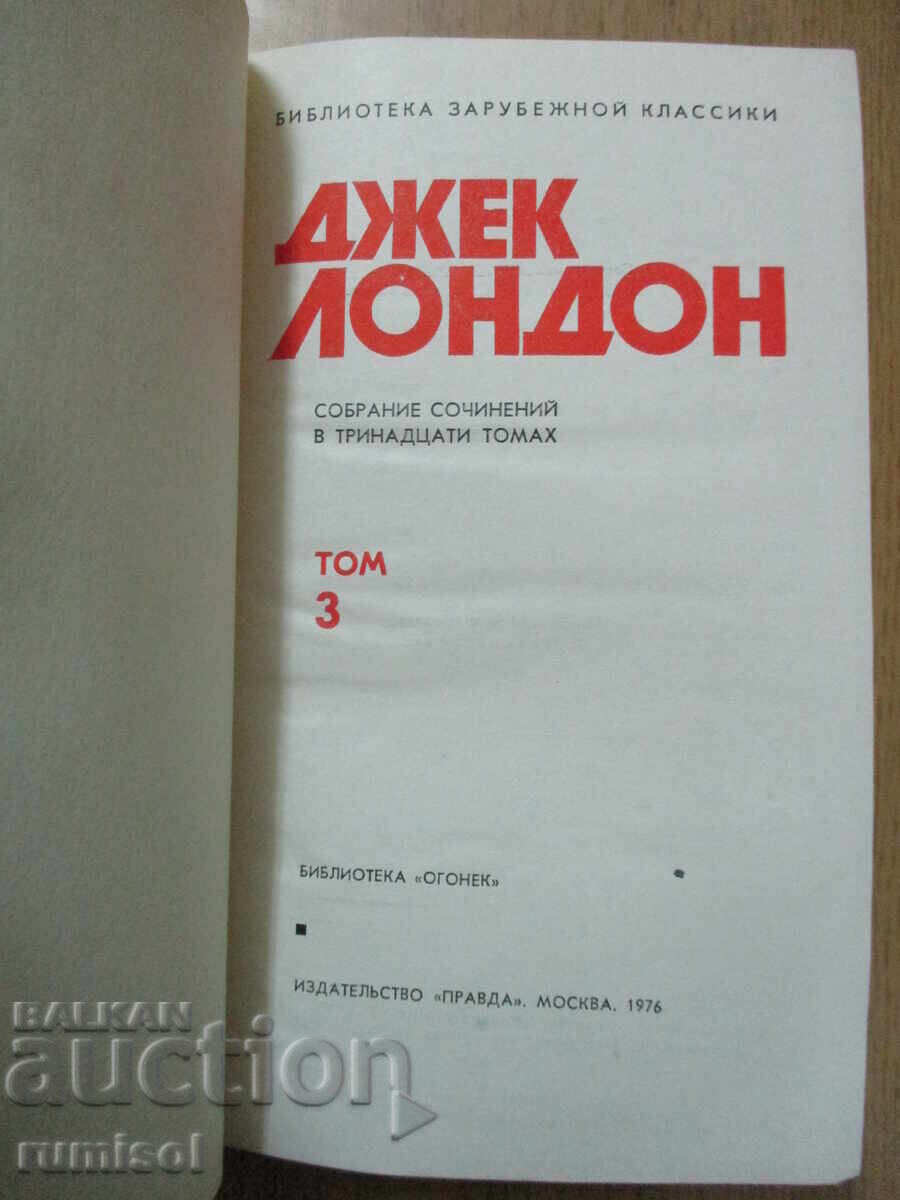 БИБЛИОТЕКА ЗАРУБЕЖНОЙ КЛАССИКИ
ДЖЕК
ЛОНДОН
СОБРАНИЕ СОЧИНЕНИЙ
В ТРИНАДЦАТИ ТОМАХ
ТОМ
3
БИБЛИОТЕКА «ОГОНЕК»
ИЗДАТЕЛЬСТВО «ПРАВДА». МОСКВА. 1976
BALKAN
auction
rumisol